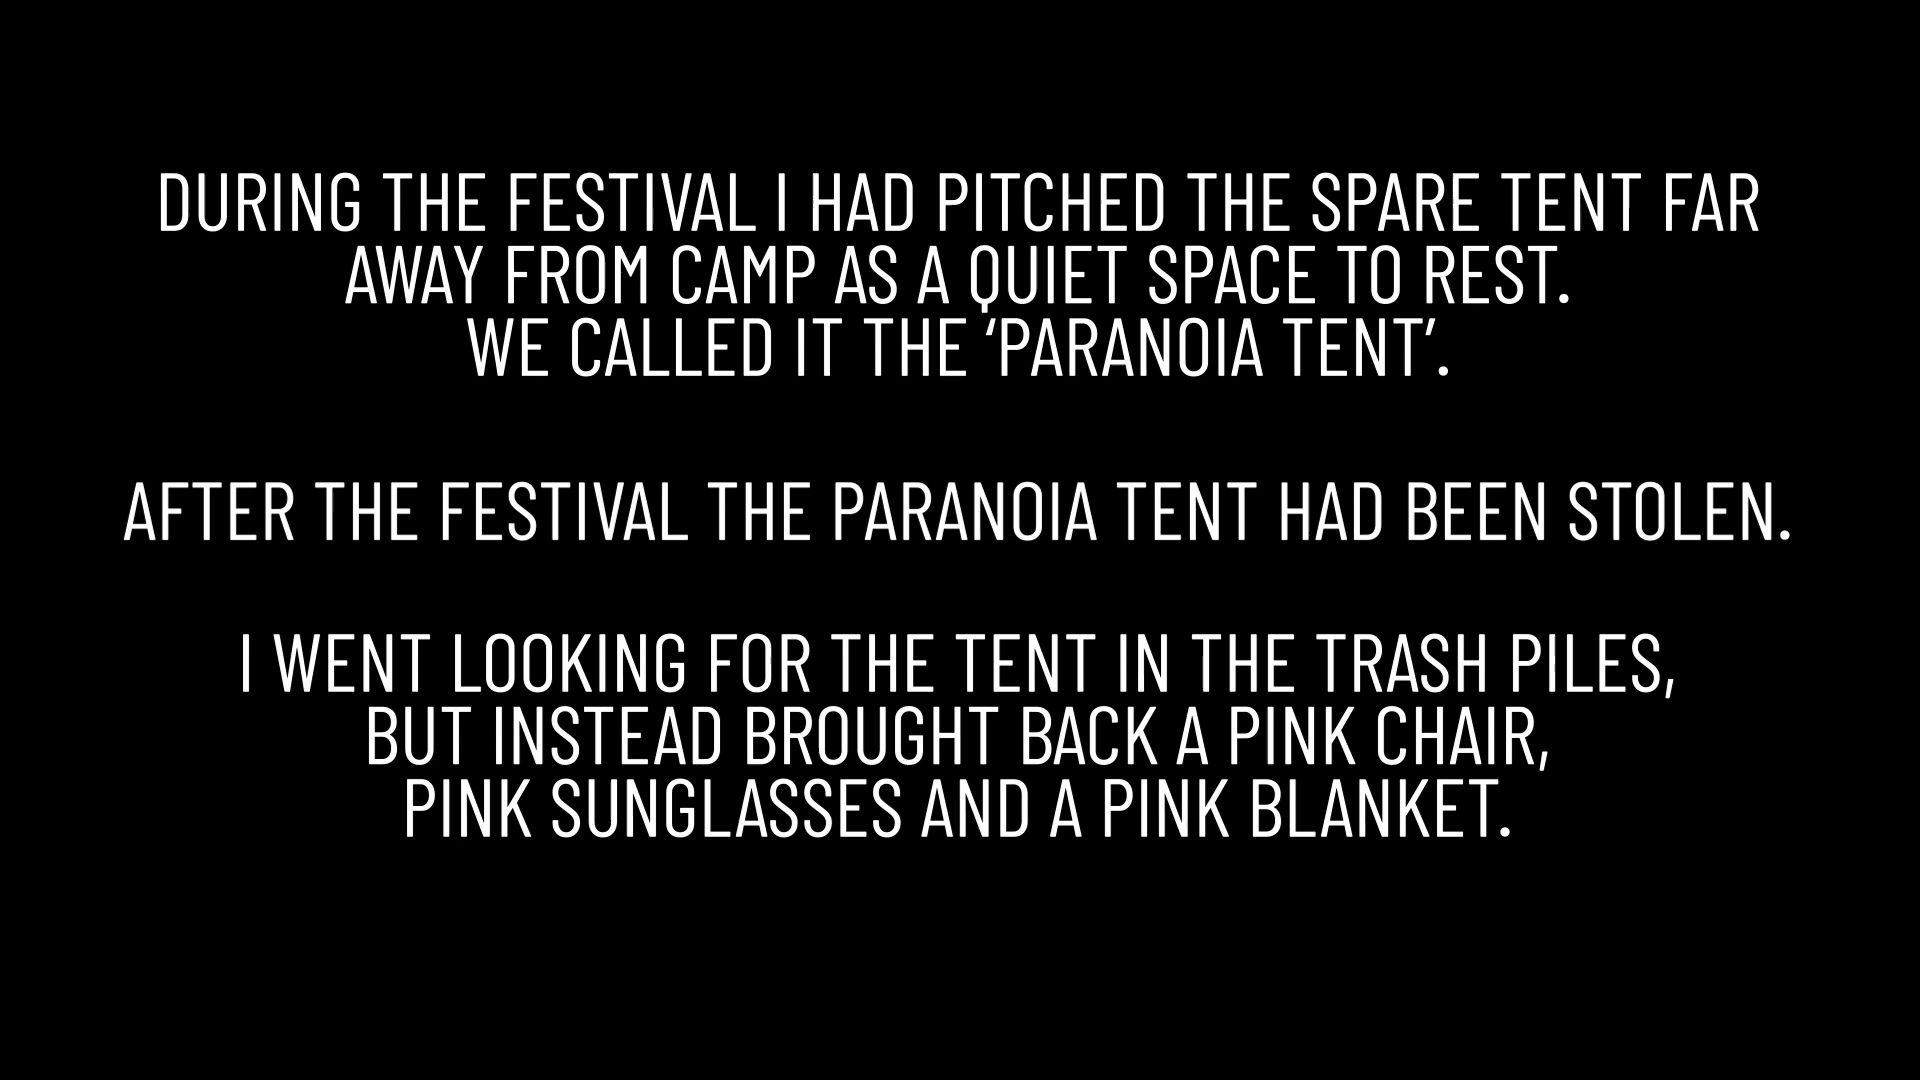 DURING THE FESTIVAL I HAD PITCHED THE SPARE TENT FAR
AWAY FROM CAMP AS A QUIET SPACE TO REST.
WE CALLED IT THE ‘PARANOIA TENT’.
AFTER THE FESTIVAL THE PARANOIA TENT HAD BEEN STOLEN.
I WENT LOOKING FOR THE TENT IN THE TRASH PILES,
BUT INSTEAD BROUGHT BACK A PINK CHAIR,
PINK SUNGLASSES AND A PINK BLANKET.